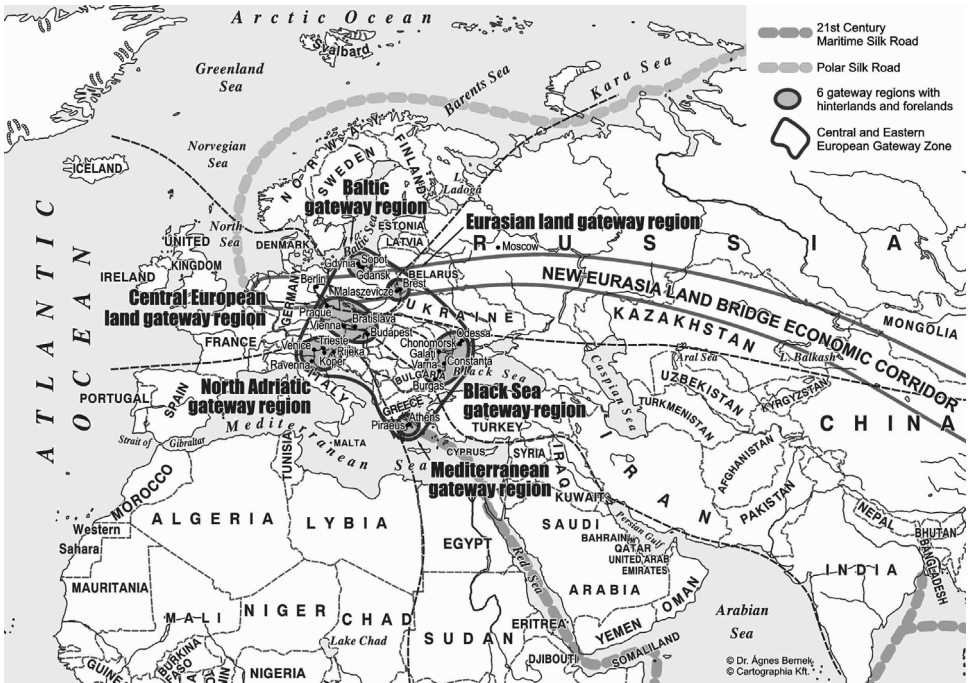 Arctic Ocean
21st Century
Maritime Silk Road
Polar Silk Road
6 gateway regions with
hinterlands and forelands
Central and Eastern
European Gateway Zone
Svalbard
Greenland
Sea
Barents Sea
Kara Sea
Norwegian
Sea
ICELAND
NORWAY
SWEDEN
FINLAND
L.
Ladoga
Baltic
gateway region
Eurasian land gateway region
North
Sea
Baltic Sea
ESTONIA
LATVIA
Moscow
RUSSIA
UNITED
KINGDOM
IRELAND
DENMARK
Gdynia
Sopot
Gdansk
BELARUS
Berlin
Malaszevicze
Brest
NEW EURASIA LAND BRIDGE ECONOMIC CORRIDOR
ATLANTIC
OCEAN
Central European
land gateway region
GERMANY
Prague
Bratislava
Vienna
Budapest
UKRAINE
KAZAKHSTAN
MONGOLIA
FRANCE
Venice
Trieste
Rijeka
Koper
Ravenna
Odessa
Chonomorsk
Galati
Constanta
Varna
BULGARIA
Burgas
Black Sea
Caspian Sea
Aral Sea
L. Balkash
UZBEKISTAN
KYRGYZSTAN
TURKMENISTAN
CHINA
PORTUGAL
SPAIN
North Adriatic
gateway region
ITALY
GREECE
Athens
Piraeus
Black Sea
gateway region
TURKEY
Strait of Gibraltar
Mediterranean Sea
MALTA
CYPRUS
SYRIA
IRAQ
IRAN
AFGHANISTAN
Mediterranean
gateway region
MOROCCO
TUNISIA
ALGERIA
LYBIA
EGYPT
KUWAIT
Persian Gulf
PAKISTAN
NEPAL
BHUTAN
BANGLADESH
Western
Sahara
SAUDI
ARABIA
BAHRAIN
QATAR
UNITED ARAB
EMIRATES
OMAN
INDIA
Red Sea
MAURITANIA
MALI
NIGER
CHAD
SUDAN
ERITREA
YEMEN
Arabian
Sea
Lake Chad
BURKINA
FASO
GUINE
NIGERIA
DJIBOUTI
SOMALILAND
© Dr. Ágnes Bernek
© Cartographia Kft.